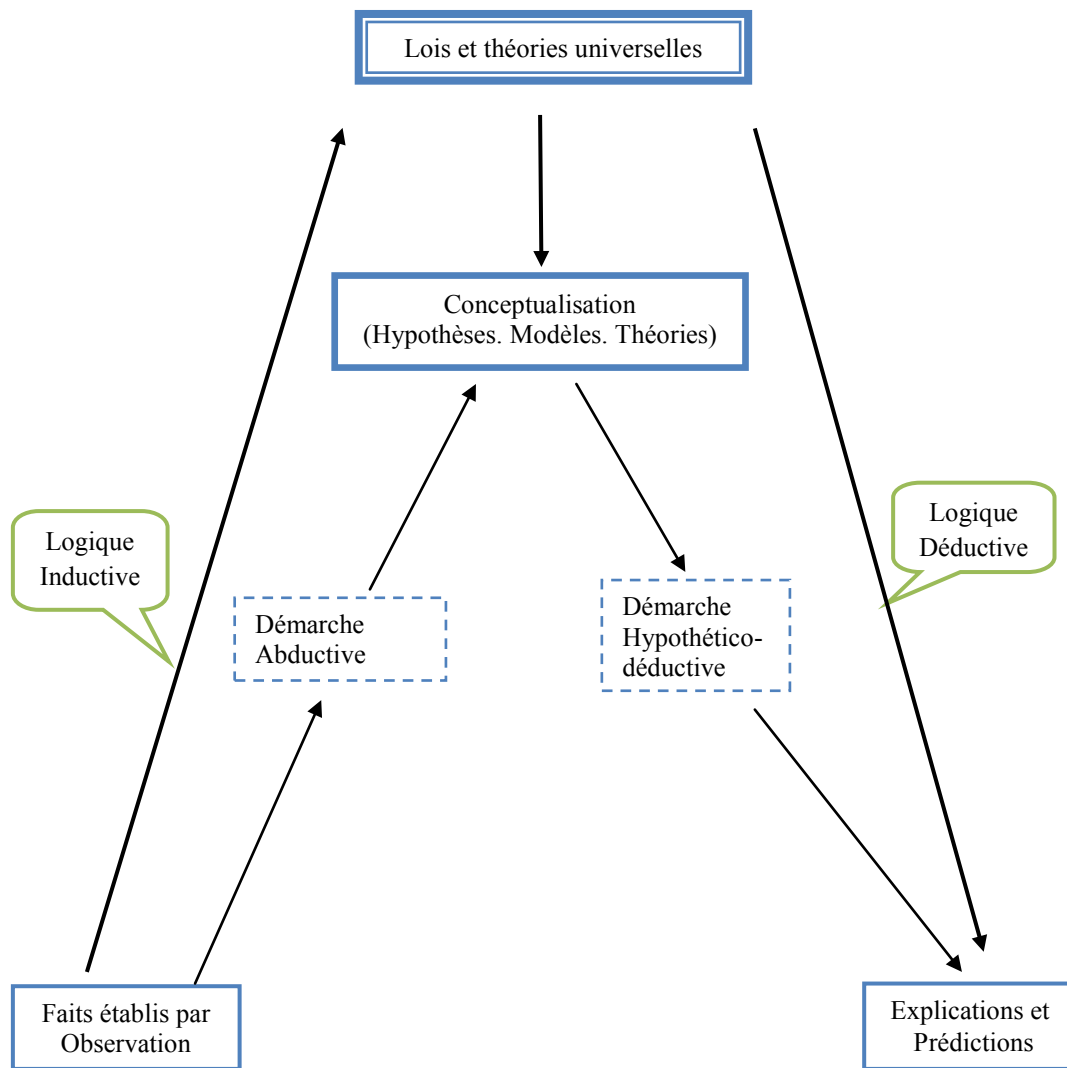 Lois et théories universelles
Conceptualisation
(Hypothèses. Modèles. Théories)
Logique
Inductive
Logique
Déductive
Démarche
Abductive
Démarche
Hypothético-
déductive
Faits établis par
Observation
Explications et
Prédictions